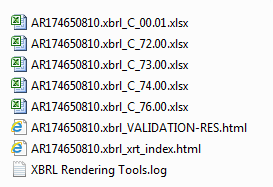 AR174650810.xbrl_C_00.01.xlsx
AR174650810.xbrl_C_72.00.xlsx
AR174650810.xbrl_C_73.00.xlsx
AR174650810.xbrl_C_74.00.xlsx
AR174650810.xbrl_C_76.00.xlsx
AR174650810.xbrl_VALIDATION-RES.html
AR174650810.xbrl_xrt_index.html
XBRL Rendering Tools.log